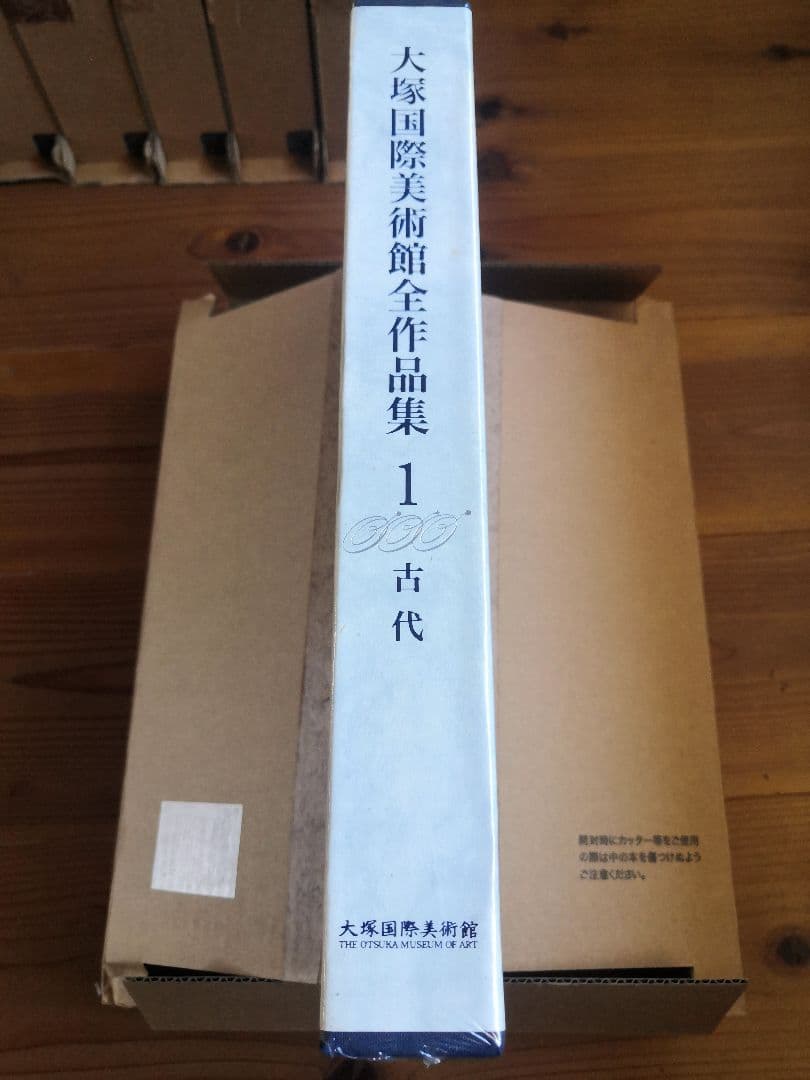 大塚国際美術館全作品集
1
古代
大塚国際美術館
THE OTSUKA MUSEUM OF ART
開封時にカッター等をご使用
の際は中の本を傷つけぬよう
ご注意ください。